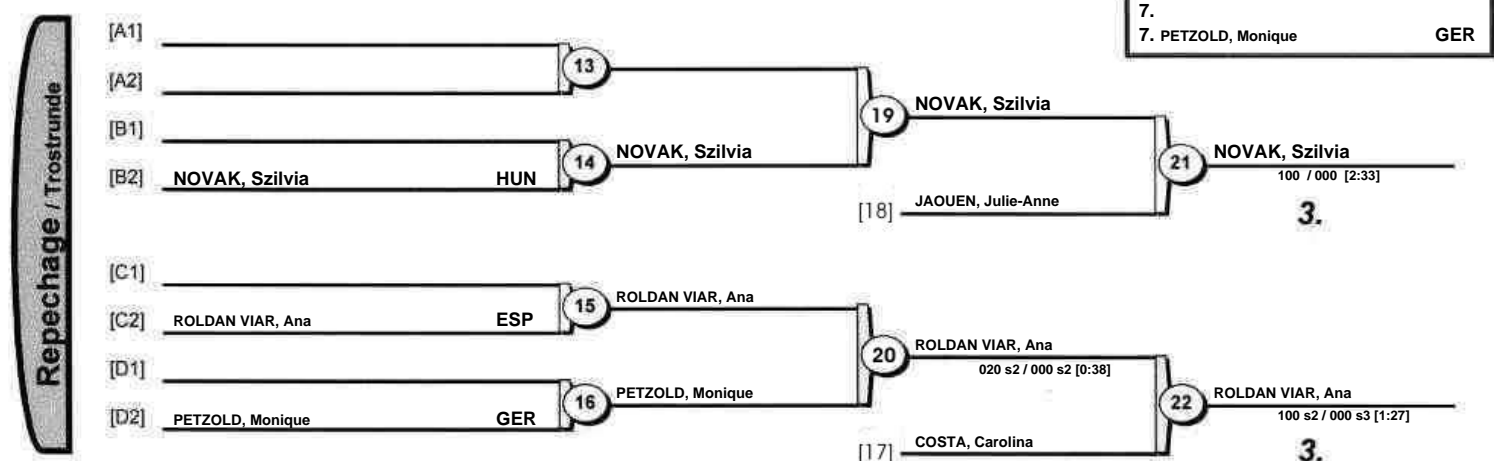 7.
7. PETZOLD, Monique GER
Repechage / Trostrunde
[A1]
13
[A2]
19 NOVAK, Szilvia
[B1]
14 NOVAK, Szilvia
[B2] NOVAK, Szilvia HUN
21 NOVAK, Szilvia
100 / 000 [2:33]
[18] JAOUEN, Julie-Anne
3.
[C1]
15 ROLDAN VIAR, Ana
[C2] ROLDAN VIAR, Ana ESP
20 ROLDAN VIAR, Ana
020 s2 / 000 s2 [0:38]
[D1]
16 PETZOLD, Monique
[D2] PETZOLD, Monique GER
22 ROLDAN VIAR, Ana
100 s2 / 000 s3 [1:27]
[17] COSTA, Carolina
3.